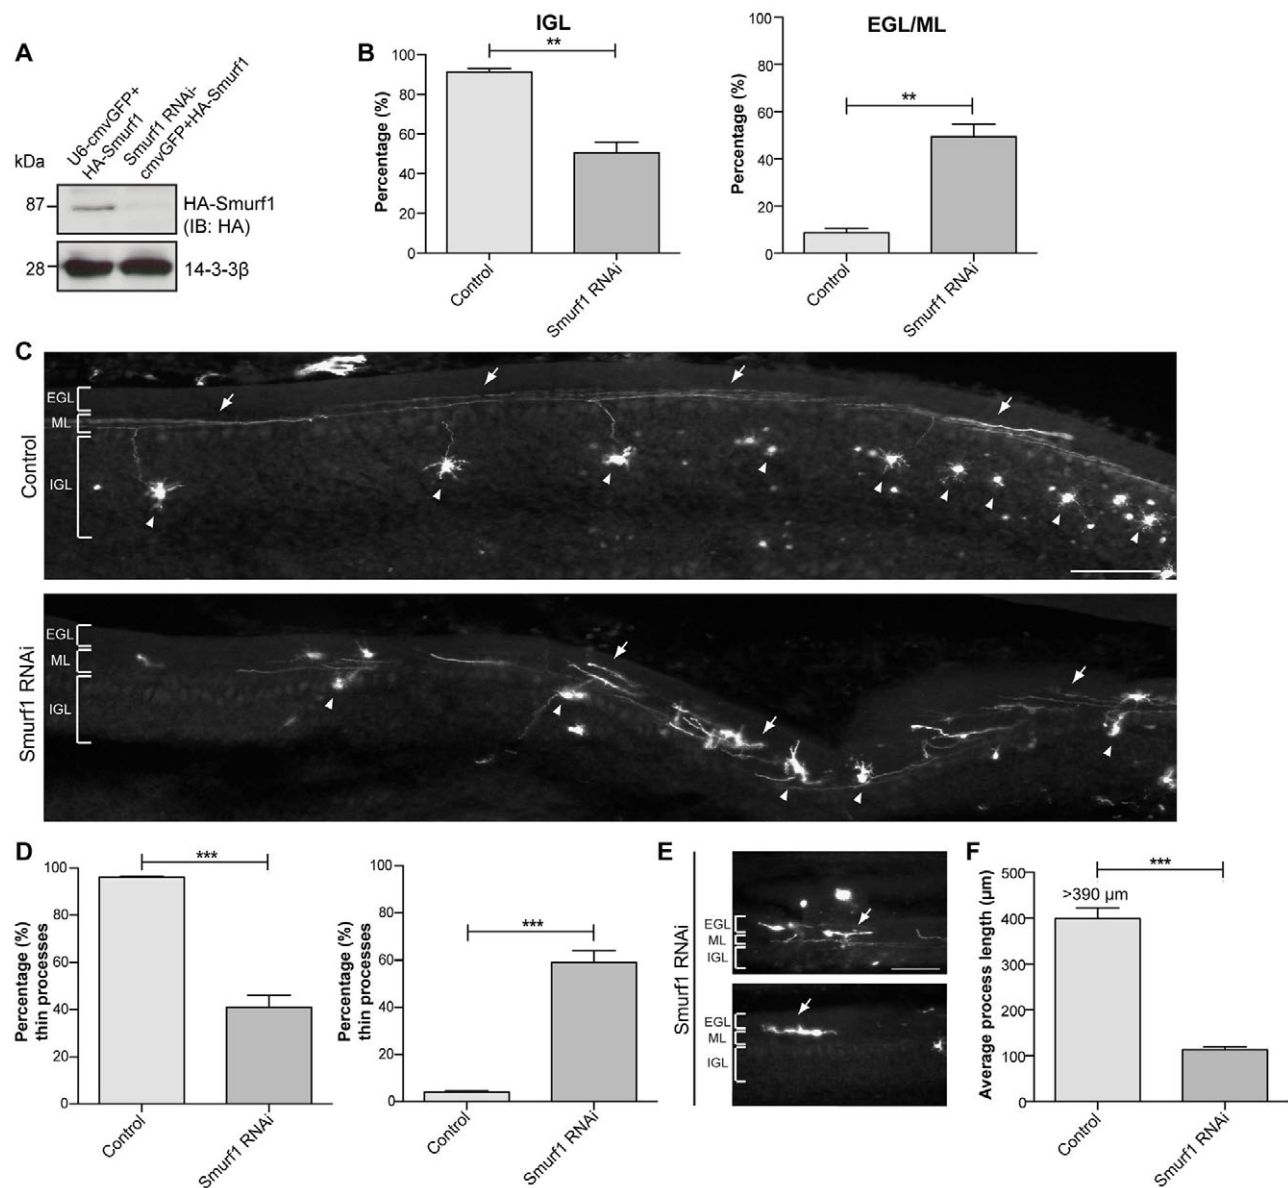 A
U6-cmvGFP+
HA-Smurf1
Smurf1 RNAi-
cmvGFP+HA-Smurf1
kDa
87
HA-Smurf1
(IB: HA)
28
14-3-3β
B
IGL
**
Percentage (%)
100
80
60
40
20
0
Control
Smurf1 RNAi
EGL/ML
**
Percentage (%)
100
80
60
40
20
0
Control
Smurf1 RNAi
C
Control
EGL
ML
IGL
Smurf1 RNAi
EGL
ML
IGL
D
***
Percentage (%)
thin processes
100
80
60
40
20
0
Control
Smurf1 RNAi
***
Percentage (%)
thin processes
100
80
60
40
20
0
Control
Smurf1 RNAi
E
Smurf1 RNAi
EGL
ML
IGL
EGL
ML
IGL
F
***
>390 µm
Average process length (µm)
500
400
300
200
100
0
Control
Smurf1 RNAi